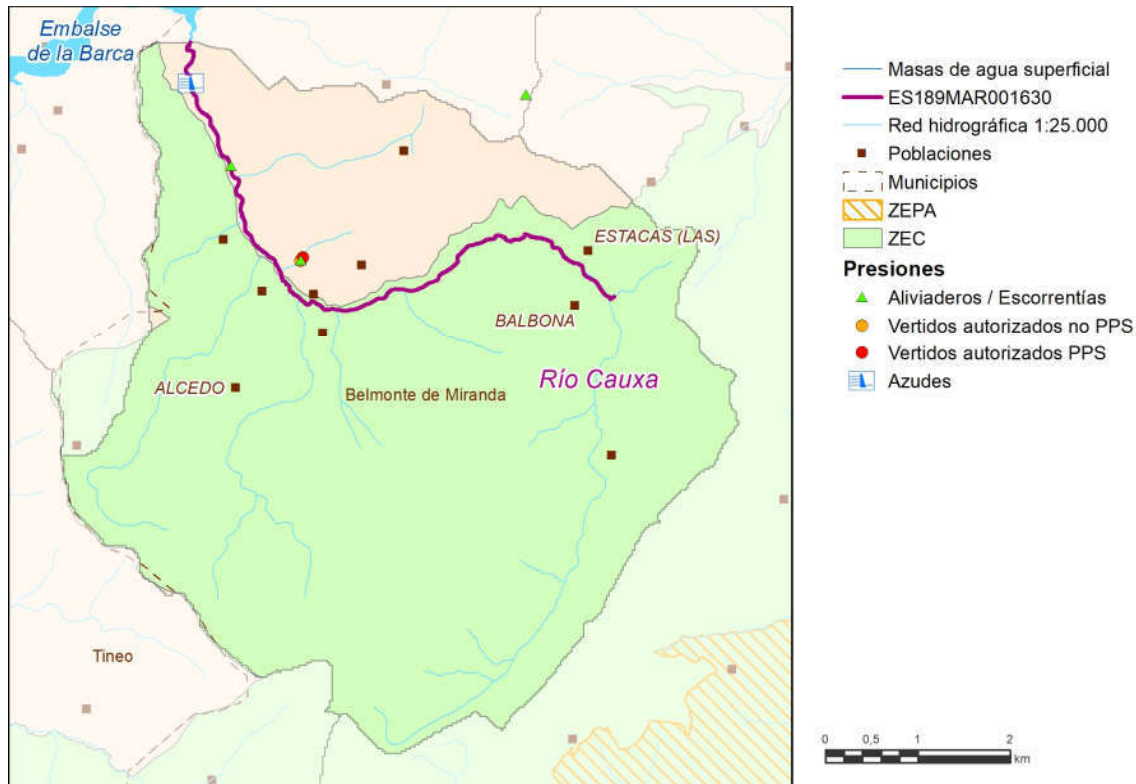 Embalse
de la Barca
ESTACAS (LAS)
BALBONA
Río Cauxa
ALCEDO
Belmonte de Miranda
Tineo
Masas de agua superficial
ES189MAR001630
Red hidrográfica 1:25.000
Poblaciones
Municipios
ZEPA
ZEC
Presiones
Aliviaderos / Escorrentías
Vertidos autorizados no PPS
Vertidos autorizados PPS
Azudes
0 0,5 1 2
km